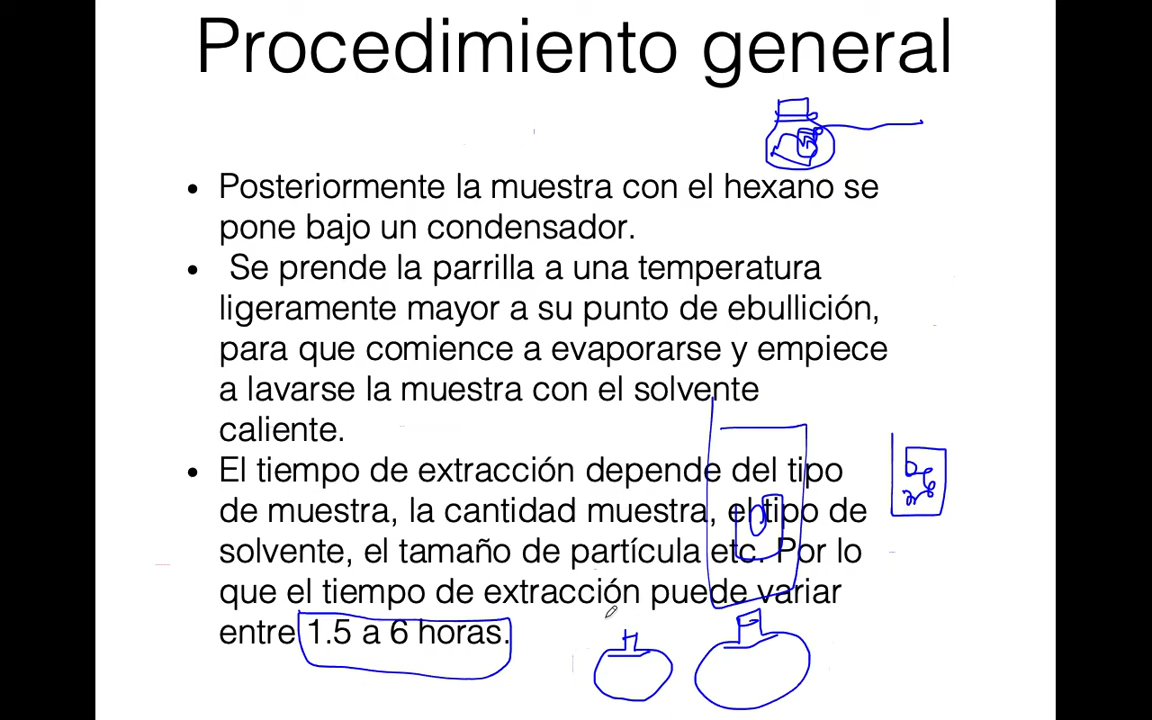 Procedimiento general
• Posteriormente la muestra con el hexano se
pone bajo un condensador.
• Se prende la parrilla a una temperatura
ligeramente mayor a su punto de ebullición,
para que comience a evaporarse y empiece
a lavarse la muestra con el solvente
caliente.
• El tiempo de extracción depende del tipo
de muestra, la cantidad muestra, el tipo de
solvente, el tamaño de partícula etc. Por lo
que el tiempo de extracción puede variar
entre 1.5 a 6 horas.